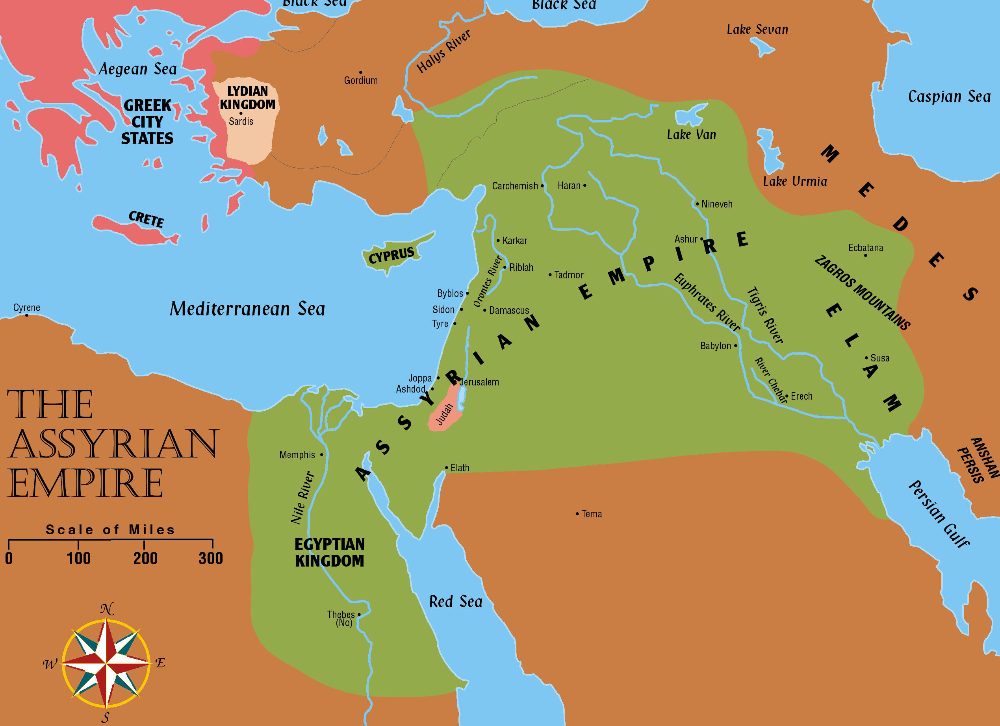 Black Sea
Black Sea
Lake Sevan
Halys River
Aegean Sea
Gordium
LYDIAN
KINGDOM
Sardis
GREEK
CITY
STATES
Caspian Sea
Lake Van
Lake Urmia
MEDES
Carchemish
Haran
Nineveh
CRETE
CYPRUS
Karkar
Ashur
Ecbatana
ZAGROS MOUNTAINS
Orontes River
Riblah
Tadmor
Byblos
Sidon
Damascus
Tyre
Euphrates River
Tigris River
ELAM
Cyrene
Mediterranean Sea
Babylon
Susa
River Chebar
Erech
Joppa
Jerusalem
Ashdod
Judah
ASSYRIAN EMPIRE
THE
ASSYRIAN
EMPIRE
Memphis
Elath
Nile River
ANSHAN
PERSIS
Persian Gulf
Tema
Scale of Miles
0 100 200 300
EGYPTIAN
KINGDOM
Red Sea
Thebes
(No)
N
W E
S